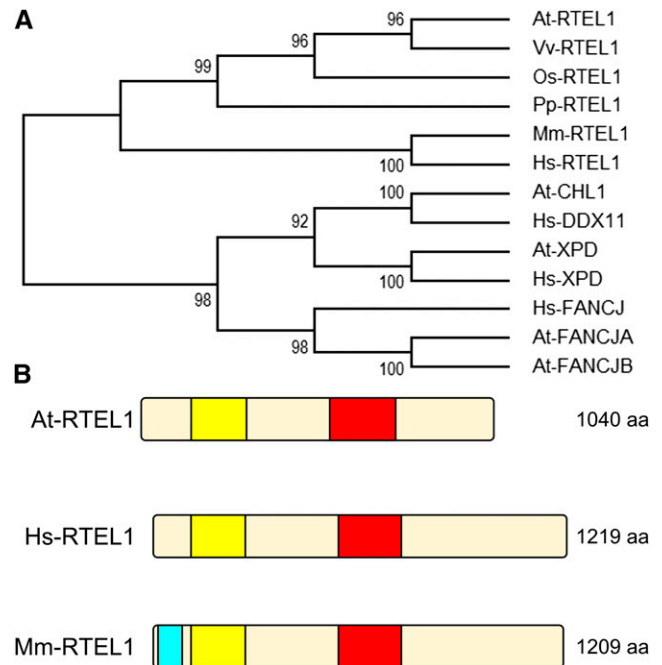 A
96 At-RTEL1
96 Vv-RTEL1
99 Os-RTEL1
Pp-RTEL1
Mm-RTEL1
100 Hs-RTEL1
100 At-CHL1
92 Hs-DDX11
At-XPD
100 Hs-XPD
98 Hs-FANCJ
98 At-FANCJA
100 At-FANCJB
B
At-RTEL1 1040 aa
Hs-RTEL1 1219 aa
Mm-RTEL1 1209 aa